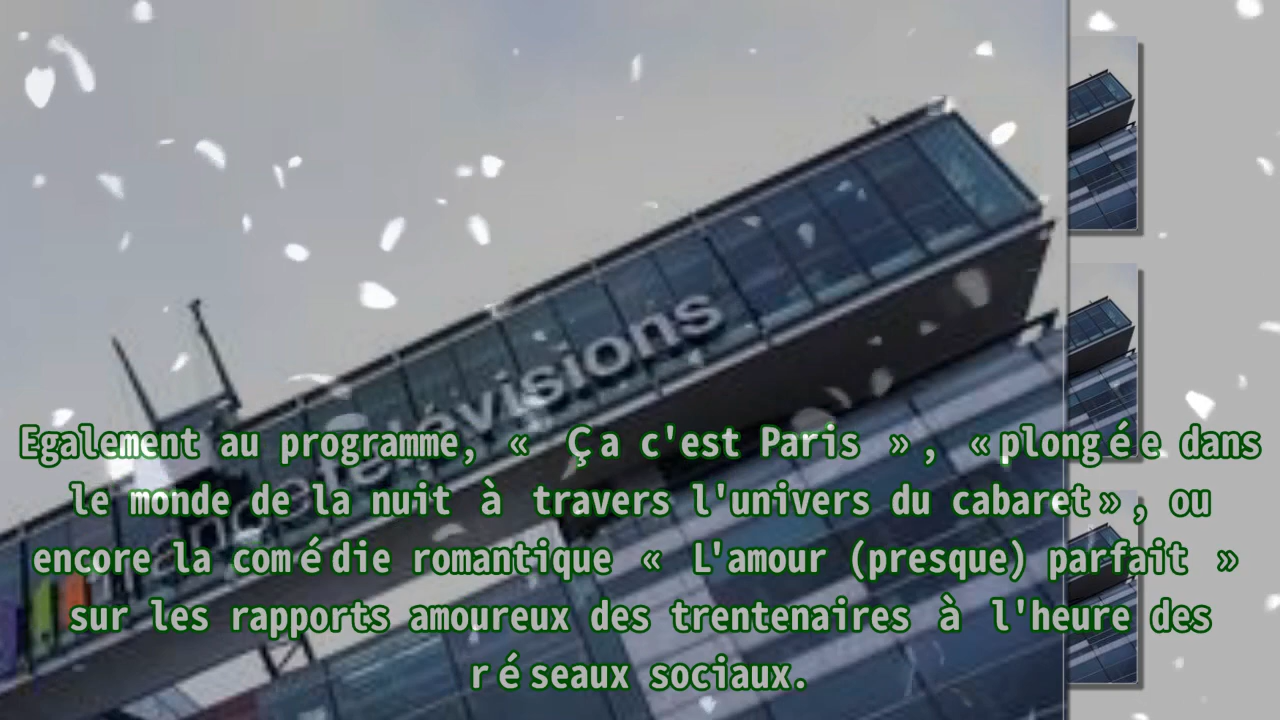 francetélévisions
Egalement au programme, « Ça c'est Paris », «plongée dans
le monde de la nuit à travers l'univers du cabaret», ou
encore la comédie romantique « L'amour (presque) parfait »
sur les rapports amoureux des trentenaires à l'heure des
réseaux sociaux.